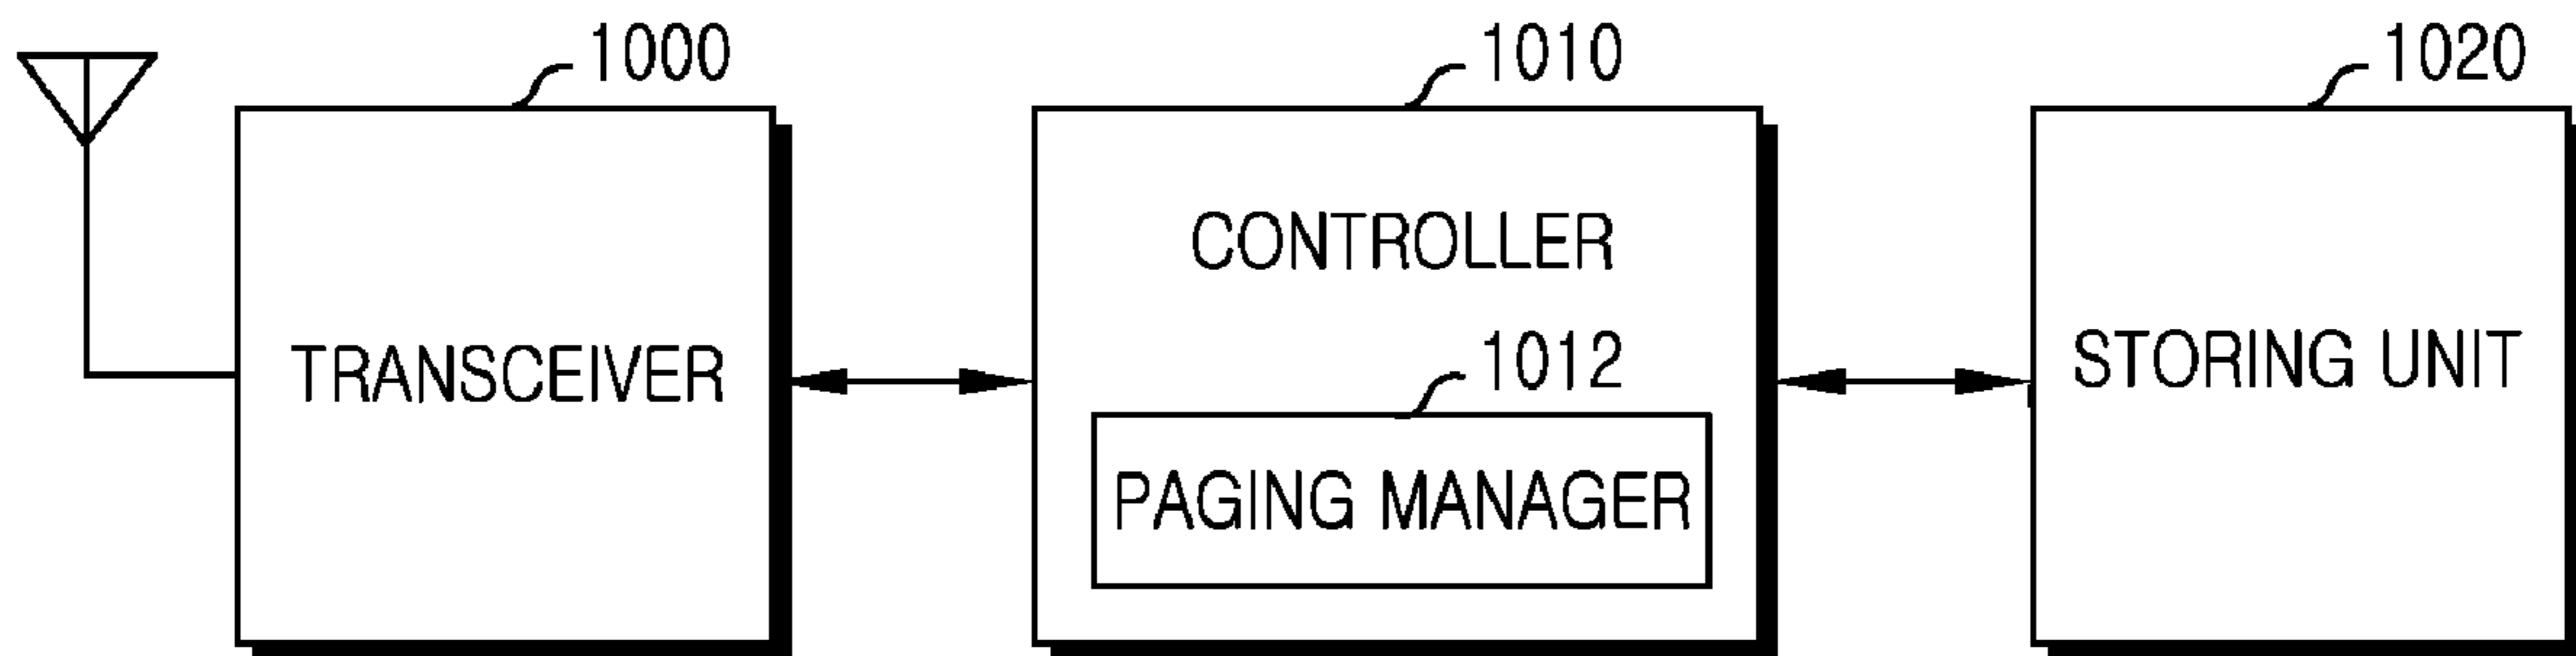 1000
1010
1020
TRANSCEIVER
CONTROLLER
1012
PAGING MANAGER
STORING UNIT